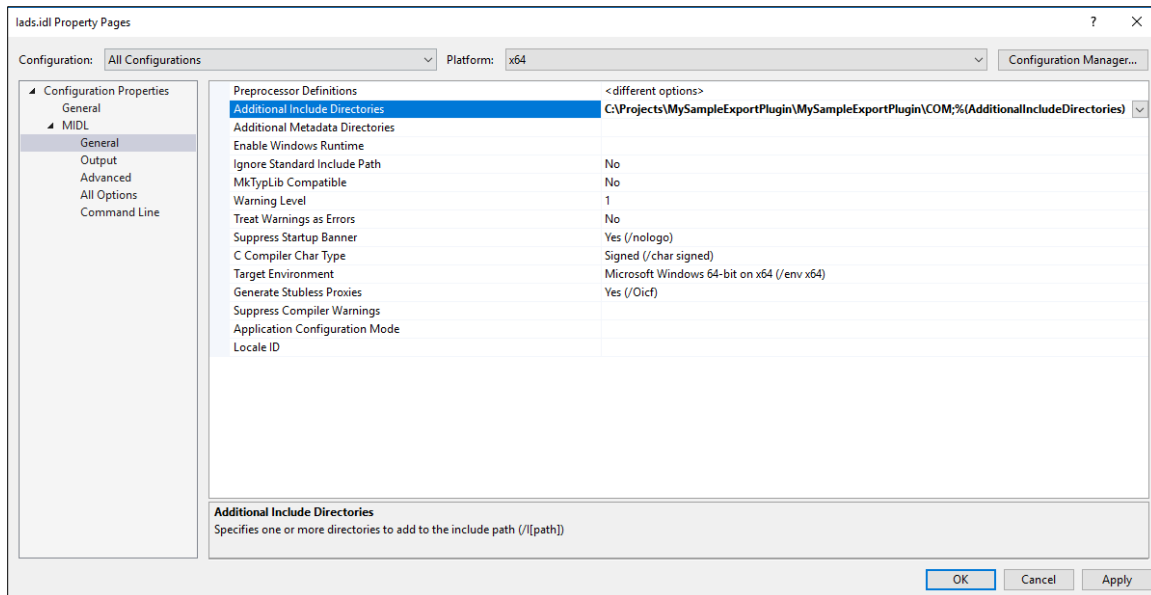 Iads.idl Property Pages
?
Configuration: All Configurations Platform: x64 Configuration Manager...
Configuration Properties
General
MIDL
General
Output
Advanced
All Options
Command Line
Preprocessor Definitions <different options>
Additional Include Directories C:\Projects\MySampleExportPlugin\MySampleExportPlugin\COM;%(AdditionalIncludeDirectories)
Additional Metadata Directories
Enable Windows Runtime
Ignore Standard Include Path No
MkTypLib Compatible No
Warning Level 1
Treat Warnings as Errors No
Suppress Startup Banner Yes (/nologo)
C Compiler Char Type Signed (/char signed)
Target Environment Microsoft Windows 64-bit on x64 (/env x64)
Generate Stubless Proxies Yes (/Oicf)
Suppress Compiler Warnings
Application Configuration Mode
Locale ID
Additional Include Directories
Specifies one or more directories to add to the include path (/I[path])
OK Cancel Apply